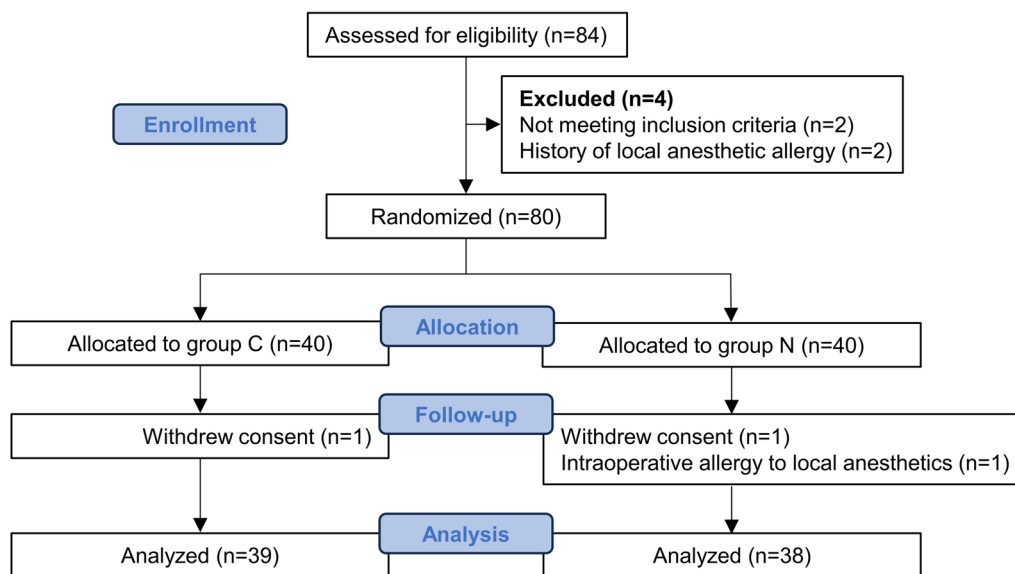 Assessed for eligibility (n=84)
Enrollment
Excluded (n=4)
Not meeting inclusion criteria (n=2)
History of local anesthetic allergy (n=2)
Randomized (n=80)
Allocation
Allocated to group C (n=40)
Allocated to group N (n=40)
Follow-up
Withdrew consent (n=1)
Withdrew consent (n=1)
Intraoperative allergy to local anesthetics (n=1)
Analysis
Analyzed (n=39)
Analyzed (n=38)